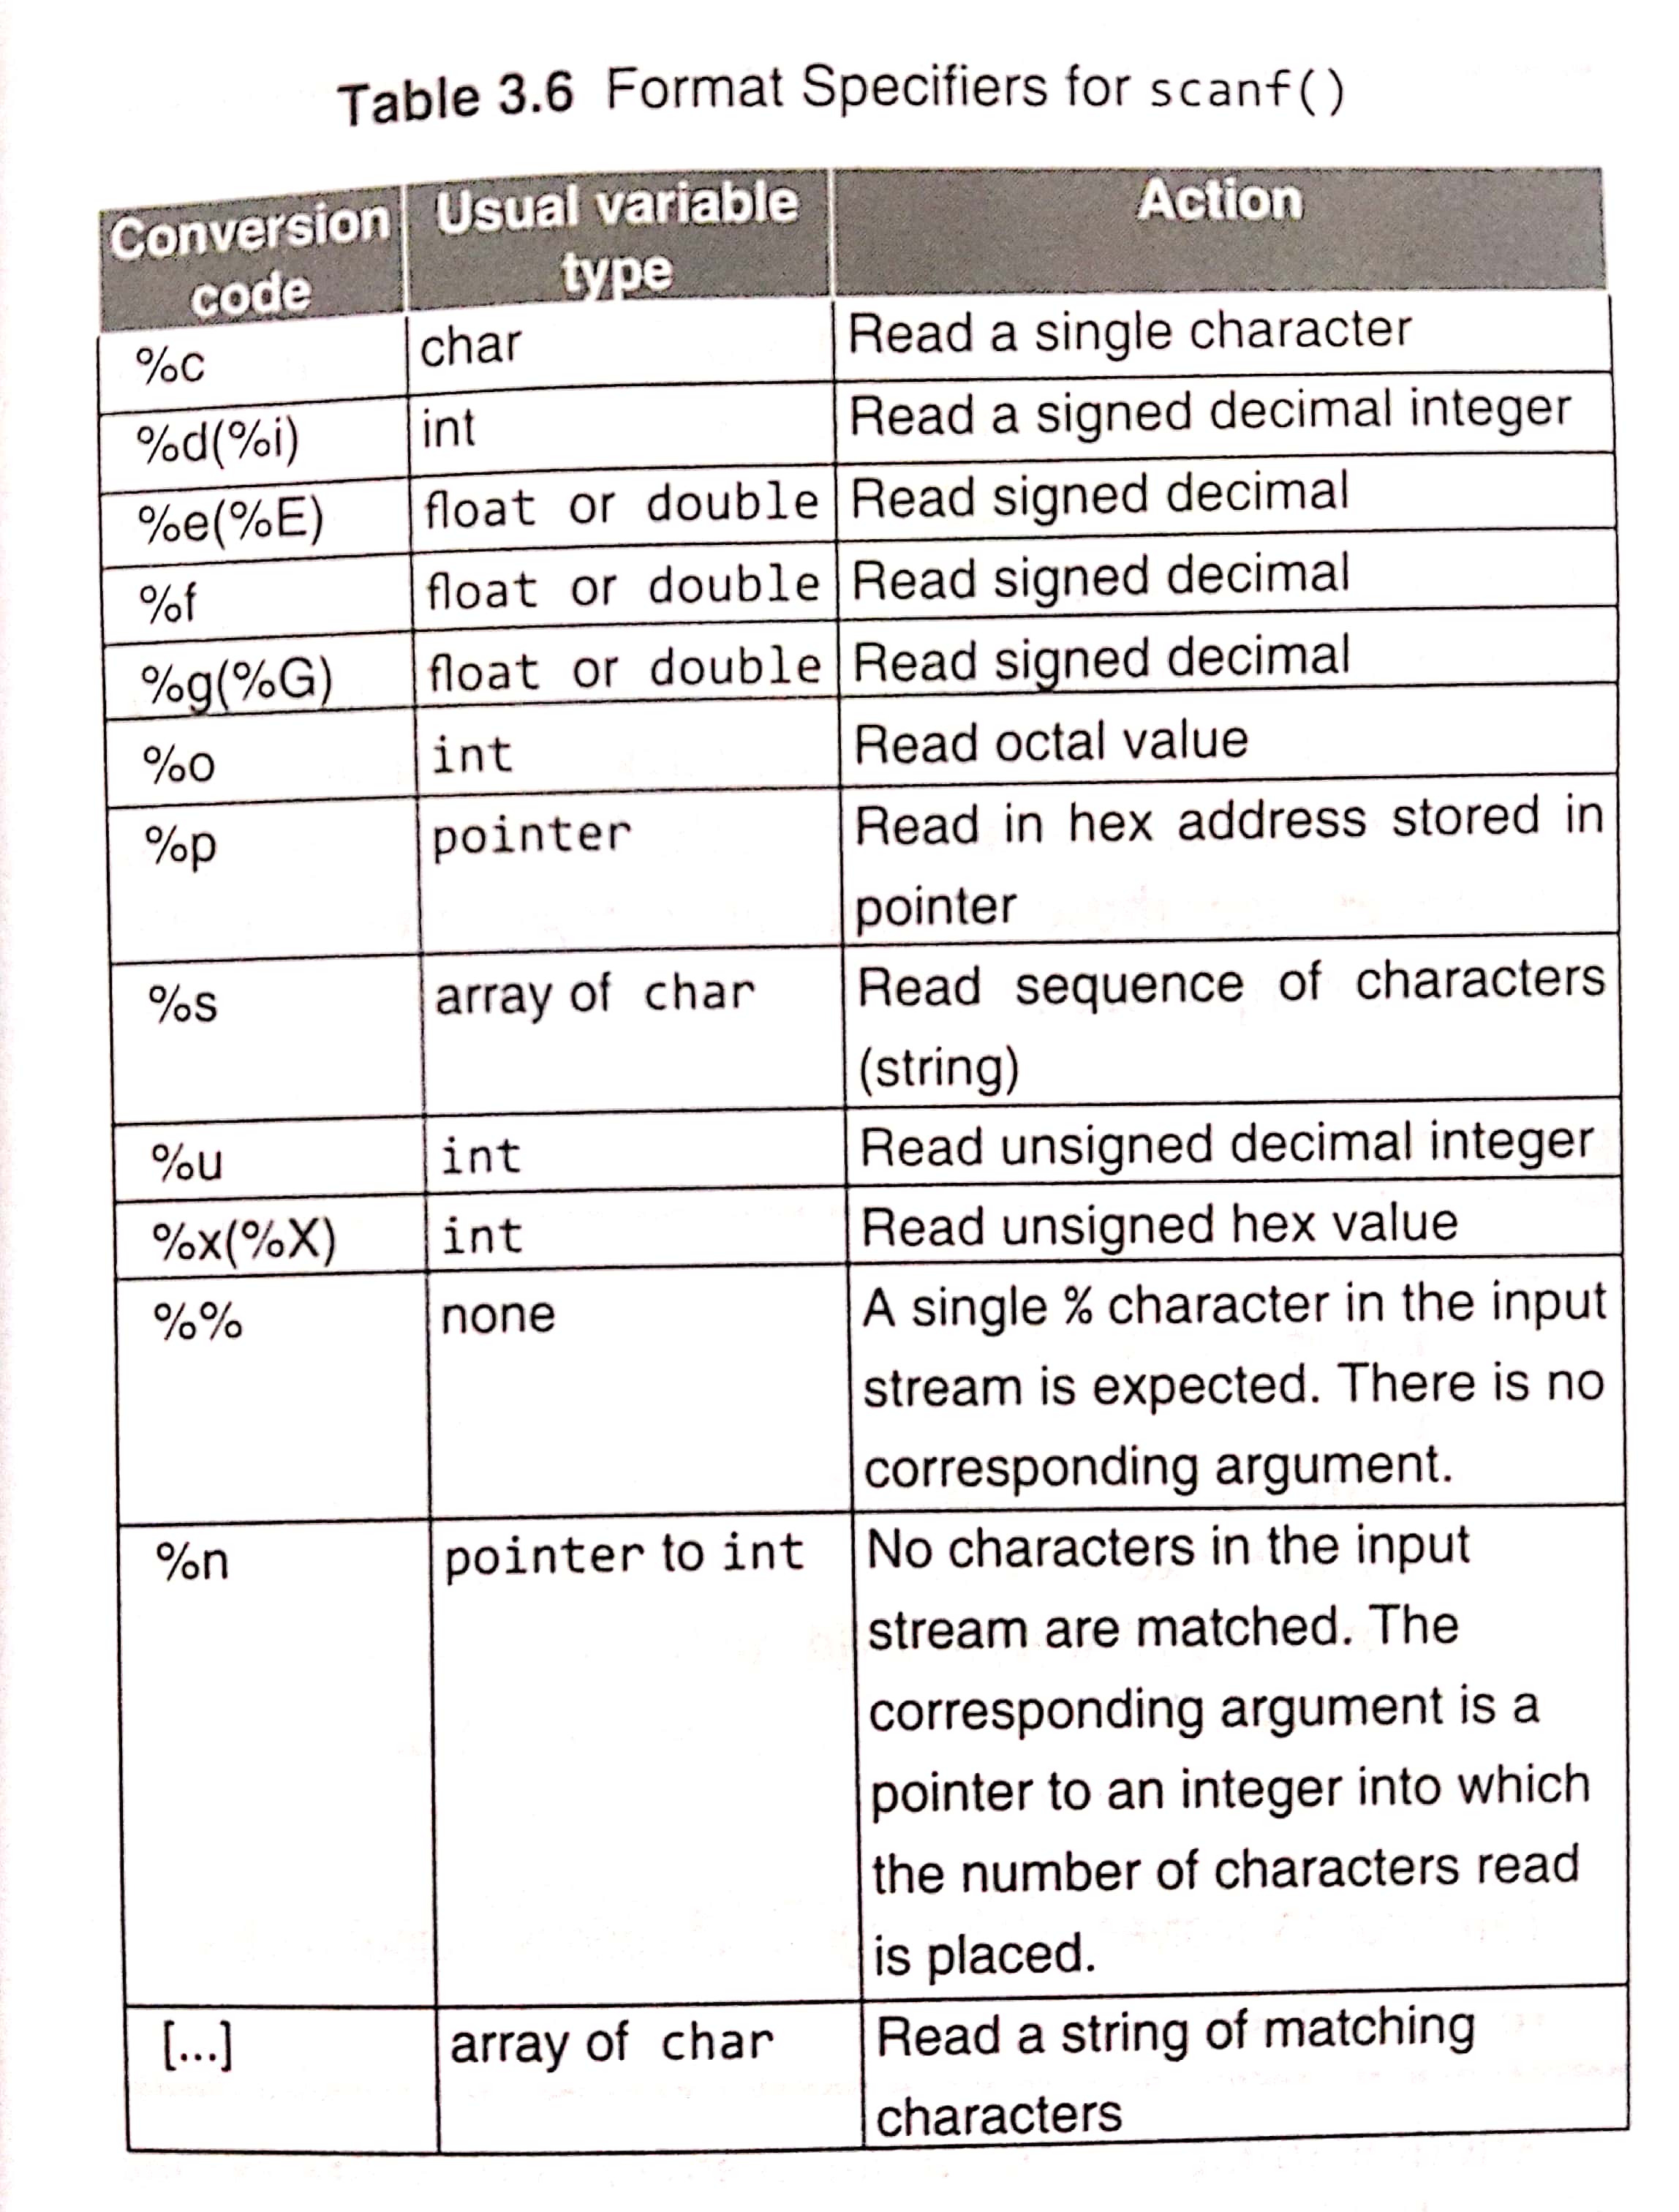 Table 3.6 Format Specifiers for scanf()
Conversion code Usual variable type Action
%c char Read a single character
%d(%i) int Read a signed decimal integer
%e(%E) float or double Read signed decimal
%f float or double Read signed decimal
%g(%G) float or double Read signed decimal
%o int Read octal value
%p pointer Read in hex address stored in
pointer
%s array of char Read sequence of characters
(string)
%u int Read unsigned decimal integer
%x(%X) int Read unsigned hex value
%% none A single % character in the input
stream is expected. There is no
corresponding argument.
%n pointer to int No characters in the input
stream are matched. The
corresponding argument is a
pointer to an integer into which
the number of characters read
is placed.
[...] array of char Read a string of matching
characters